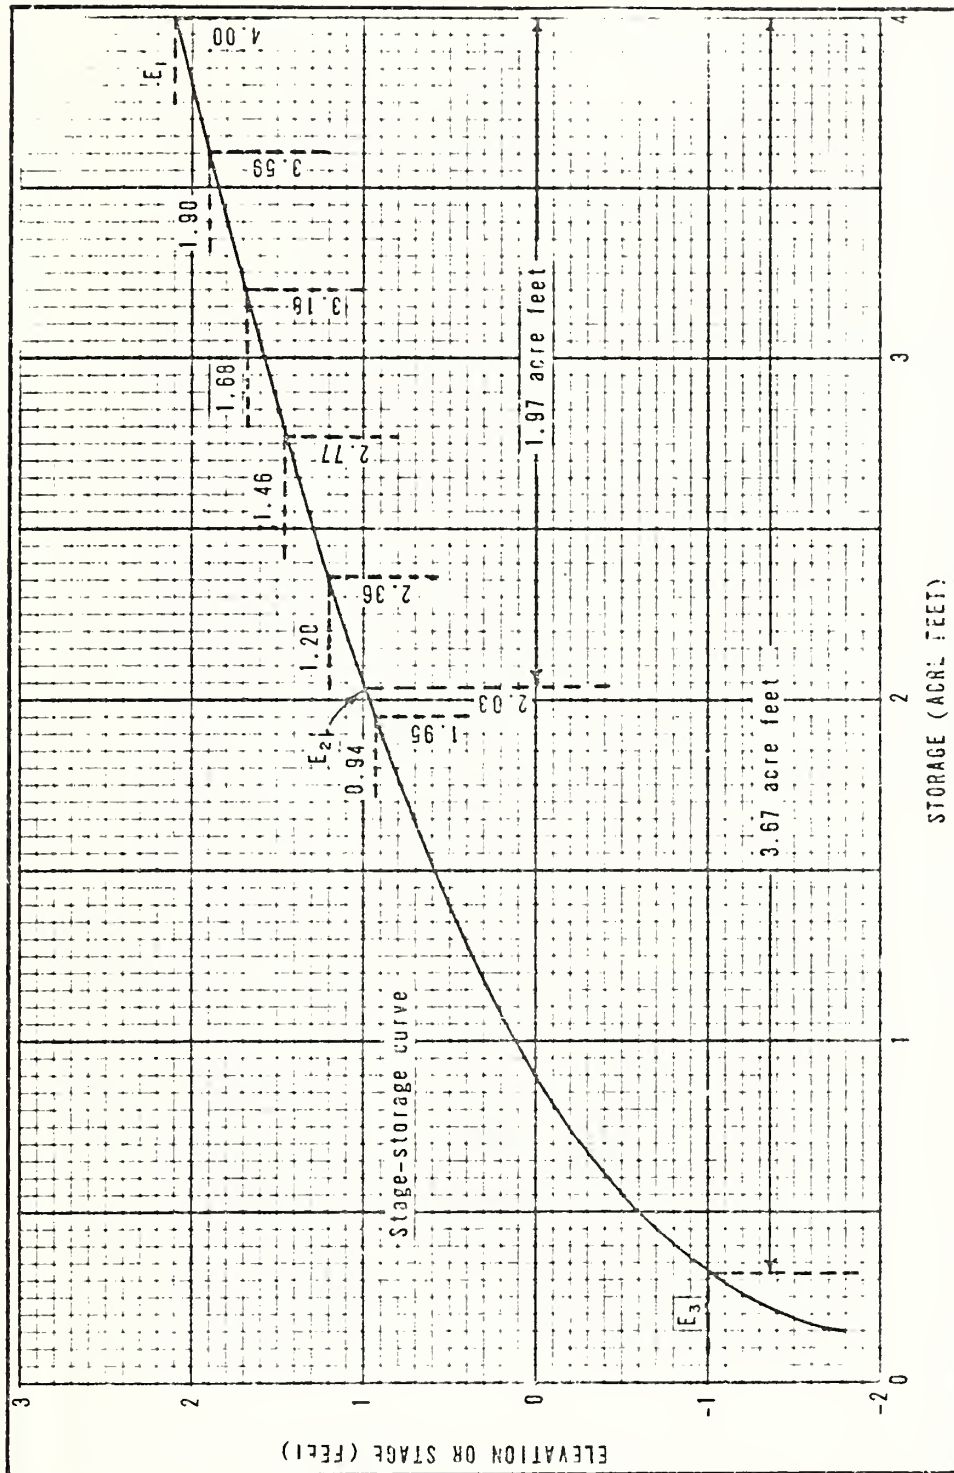 ELEVATION OR STAGE (FEET)
3
2
1
0
-1
-2
E1
4.00
1.90
3.59
1.68
3.18
1.46
2.77
1.20
2.36
E2
2.03
0.94
1.95
1.97 acre feet
Stage-storage curve
3.67 acre feet
E3
0
1
2
3
4
STORAGE (ACRE FEET)